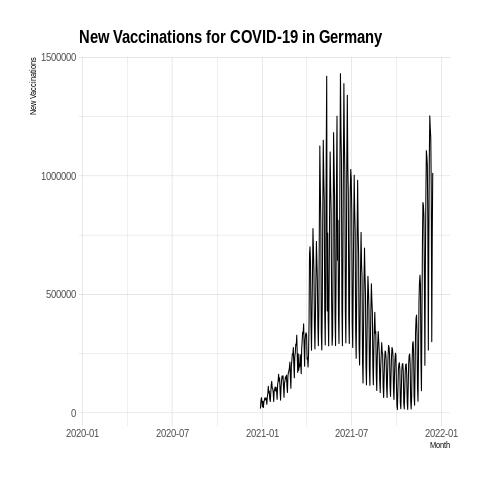 New Vaccinations for COVID-19 in Germany
New Vaccinations
1500000
1000000
500000
0
2020-01 2020-07 2021-01 2021-07 2022-01
Month